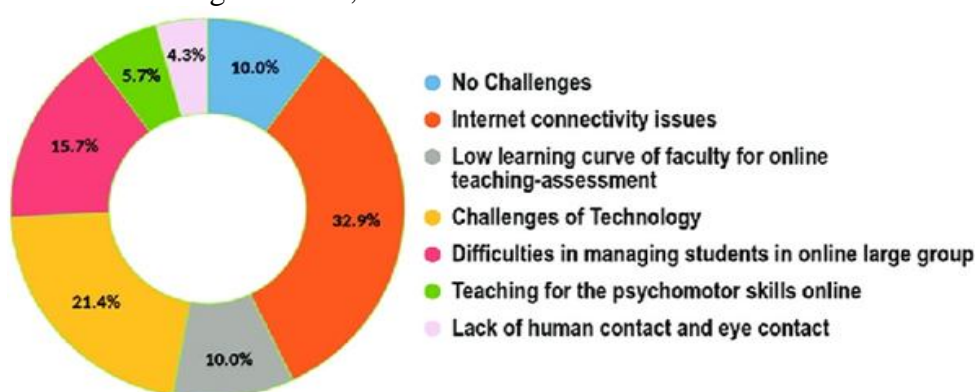 4.3%
10.0%
5.7%
15.7%
32.9%
21.4%
10.0%
No Challenges
Internet connectivity issues
Low learning curve of faculty for online
teaching-assessment
Challenges of Technology
Difficulties in managing students in online large group
Teaching for the psychomotor skills online
Lack of human contact and eye contact